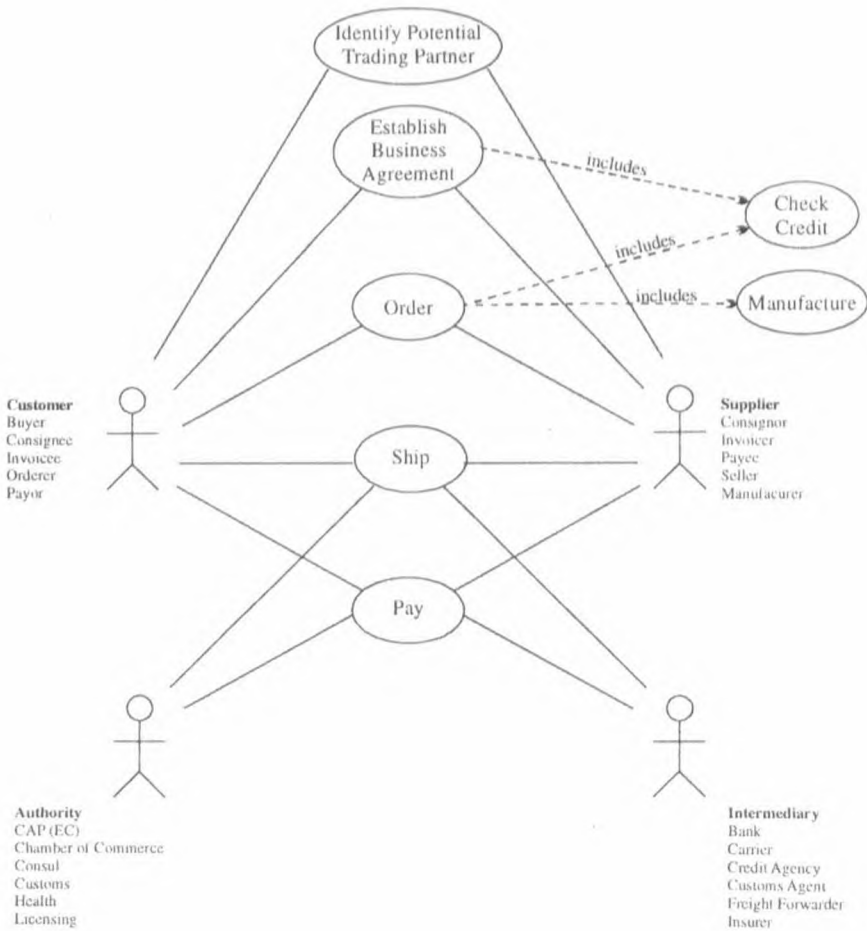 Identify Potential
Trading Partner
Establish
Business
Agreement
includes
Check
Credit
includes
Order
includes
Manufacture
Customer
Buyer
Consignee
Invoicee
Orderer
Payor
Supplier
Consignor
Invoicer
Payee
Seller
Manufacurer
Ship
Pay
Authority
CAP (EC)
Chamber of Commerce
Consul
Customs
Health
Licensing
Intermediary
Bank
Carrier
Credit Agency
Customs Agent
Freight Forwarder
Insurer